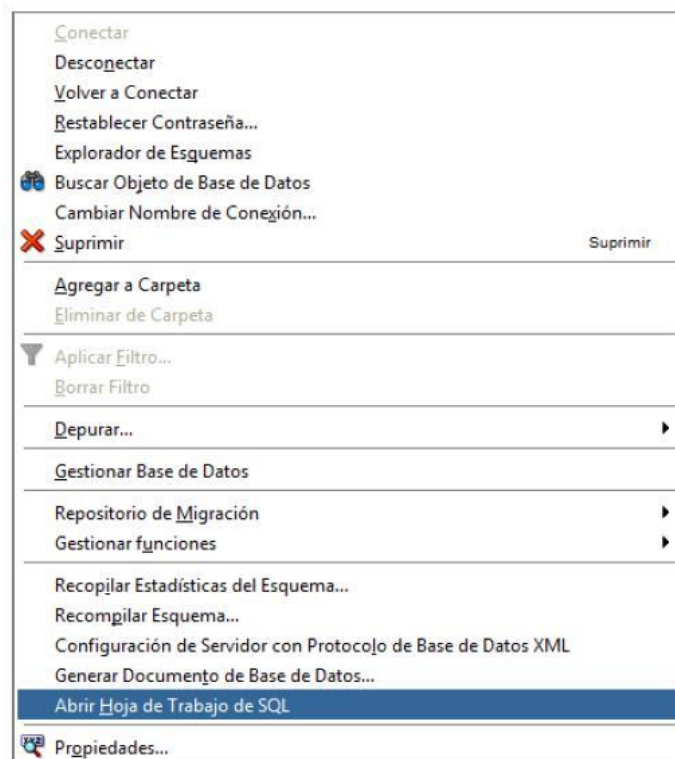 Conectar
Desconectar
Volver a Conectar
Restablecer Contraseña...
Explorador de Esquemas
Buscar Objeto de Base de Datos
Cambiar Nombre de Conexión...
Suprimir Suprimir
Agregar a Carpeta
Eliminar de Carpeta
Aplicar Filtro...
Borrar Filtro
Depurar...
Gestionar Base de Datos
Repositorio de Migración
Gestionar funciones
Recopilar Estadísticas del Esquema...
Recompilar Esquema...
Configuración de Servidor con Protocolo de Base de Datos XML
Generar Documento de Base de Datos...
Abrir Hoja de Trabajo de SQL
Propiedades...